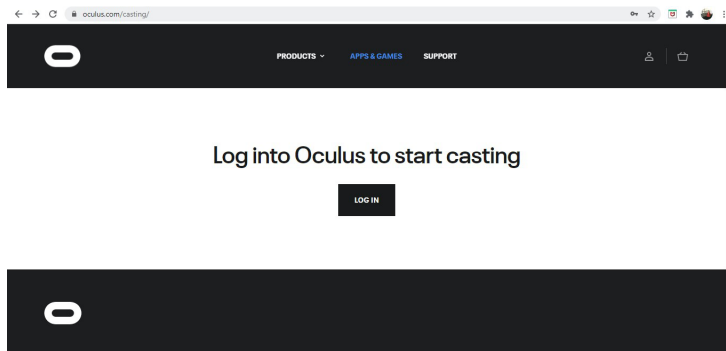 oculus.com/casting/
PRODUCTS APPS & GAMES SUPPORT
Log into Oculus to start casting
LOG IN